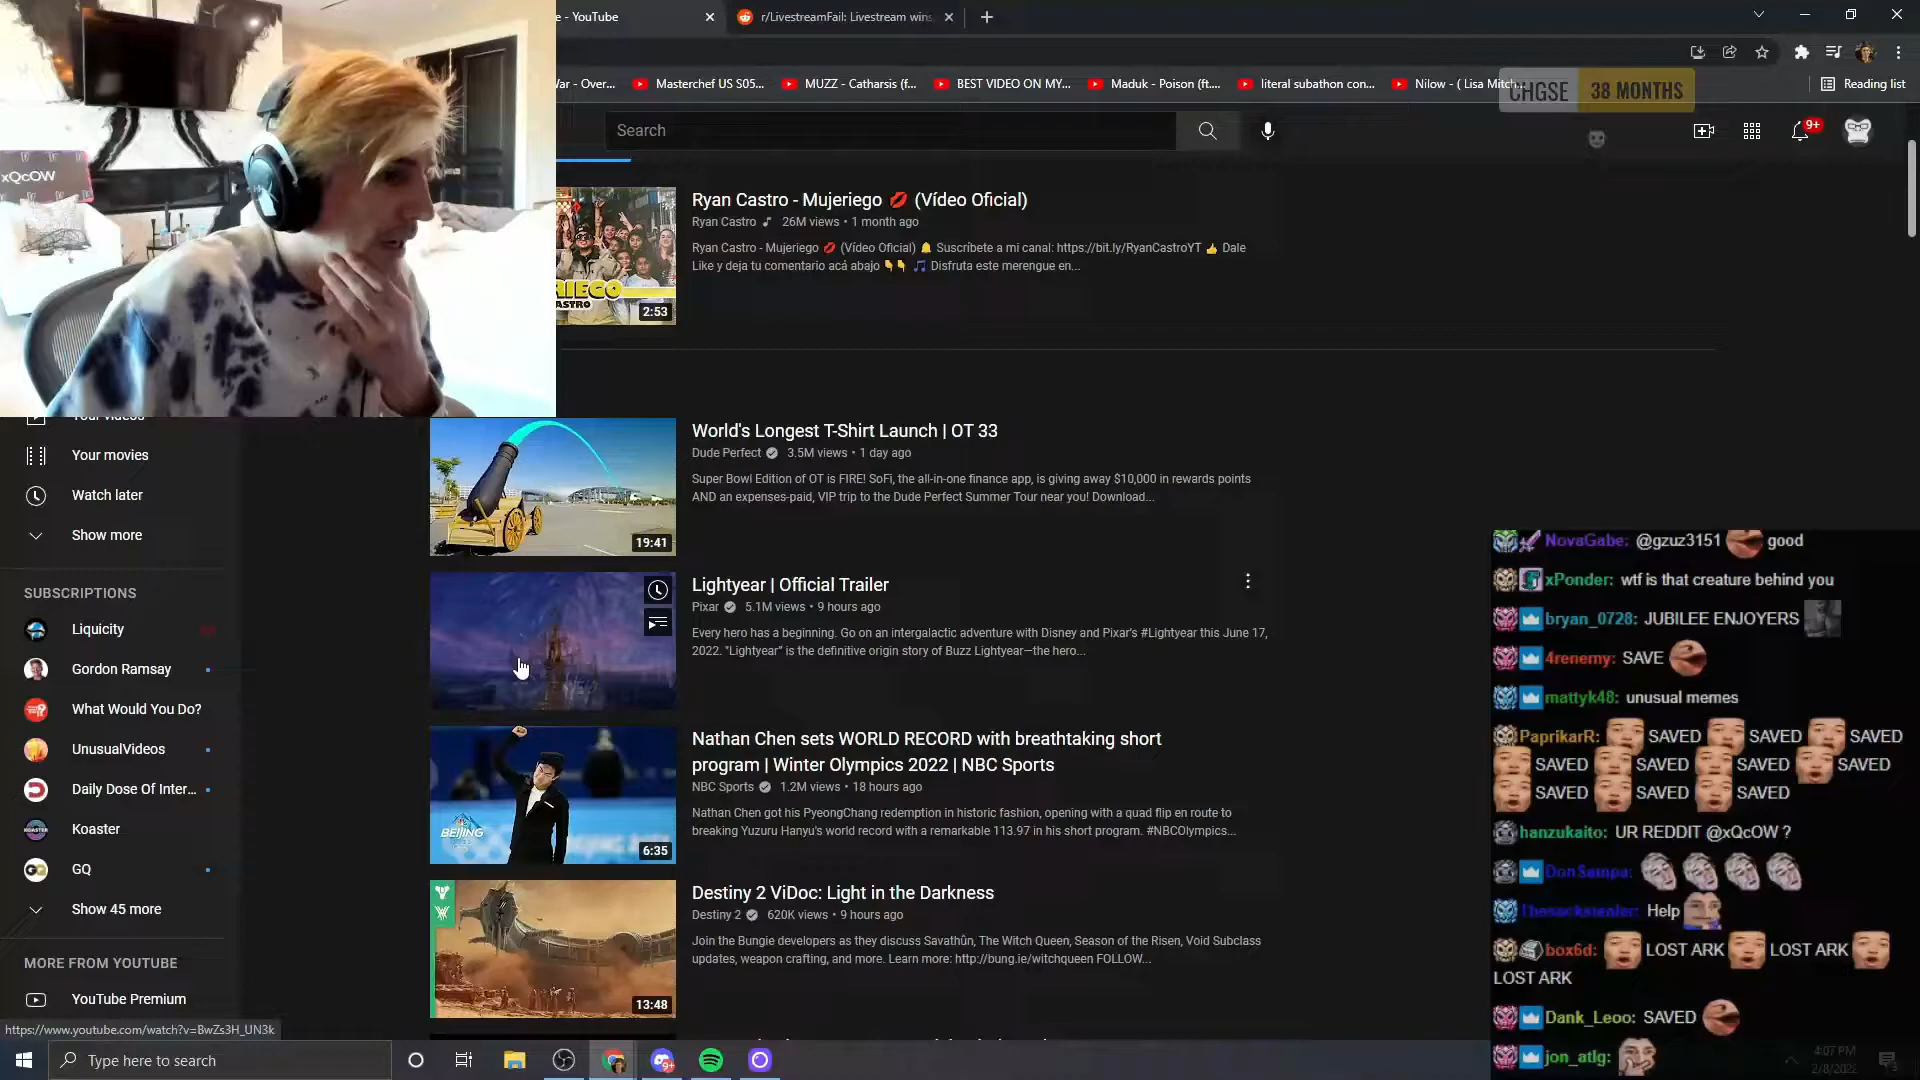 e - YouTube
r/LivestreamFail: Livestream wins
Masterchef US S05...
MUZZ - Catharsis (f...
BEST VIDEO ON MY...
Maduk - Poison (ft....
literal subathon con...
Nilow - ( Lisa Mitch...
Reading list
CHGSE 38 MONTHS
Search
9+
xQcOW
Ryan Castro - Mujeriego 💋 (Vídeo Oficial)
Ryan Castro 26M views • 1 month ago
Ryan Castro - Mujeriego 💋 (Vídeo Oficial) 🔔 Suscríbete a mi canal: https://bit.ly/RyanCastroYT 👍 Dale
Like y deja tu comentario acá abajo 👇👇 🎵 Disfruta este merengue en...
2:53
World's Longest T-Shirt Launch | OT 33
Dude Perfect 3.5M views • 1 day ago
Super Bowl Edition of OT is FIRE! SoFi, the all-in-one finance app, is giving away $10,000 in rewards points
AND an expenses-paid, VIP trip to the Dude Perfect Summer Tour near you! Download...
19:41
Lightyear | Official Trailer
Pixar 5.1M views • 9 hours ago
Every hero has a beginning. Go on an intergalactic adventure with Disney and Pixar's #Lightyear this June 17,
2022. "Lightyear" is the definitive origin story of Buzz Lightyear—the hero...
Nathan Chen sets WORLD RECORD with breathtaking short
program | Winter Olympics 2022 | NBC Sports
NBC Sports 1.2M views • 18 hours ago
Nathan Chen got his PyeongChang redemption in historic fashion, opening with a quad flip en route to
breaking Yuzuru Hanyu's world record with a remarkable 113.97 in his short program. #NBCOlympics...
BEIJING
6:35
Destiny 2 ViDoc: Light in the Darkness
Destiny 2 620K views • 9 hours ago
Join the Bungie developers as they discuss Savathûn, The Witch Queen, Season of the Risen, Void Subclass
updates, weapon crafting, and more. Learn more: http://bung.ie/witchqueen FOLLOW...
13:48
Your videos
Your movies
Watch later
Show more
SUBSCRIPTIONS
Liquicity
Gordon Ramsay
What Would You Do?
UnusualVideos
Daily Dose Of Inter...
Koaster
GQ
Show 45 more
MORE FROM YOUTUBE
YouTube Premium
https://www.youtube.com/watch?v=BwZs3H_UN3k
Type here to search
9+
NovaGabe: @gzuz3151 good
xPonder: wtf is that creature behind you
bryan_0728: JUBILEE ENJOYERS
4renemy: SAVE
mattyk48: unusual memes
PaprikarR: SAVED SAVED SAVED
SAVED SAVED SAVED SAVED
SAVED SAVED SAVED
hanzukaito: UR REDDIT @xQcOW ?
DonSampa:
Thesackstealer: Help
box6d: LOST ARK LOST ARK
LOST ARK
Dank_Leoo: SAVED
jon_atlg:
4:07 PM
2/8/2022